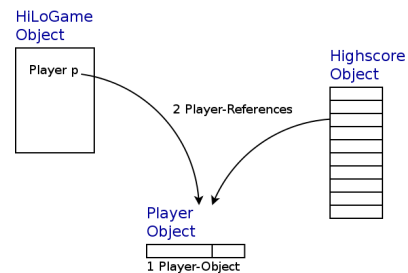 HiLoGame
Object
Player p
Highscore
Object
2 Player-References
Player
Object
1 Player-Object